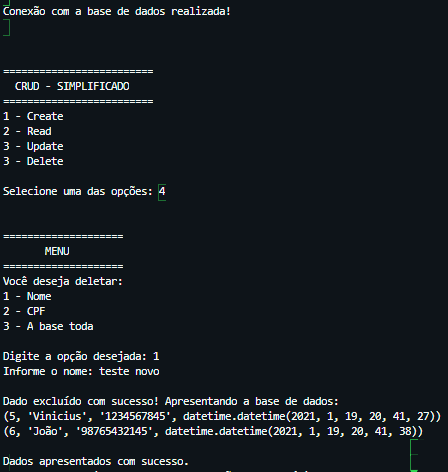 Conexão com a base de dados realizada!
=========================
CRUD - SIMPLIFICADO
=========================
1 - Create
2 - Read
3 - Update
3 - Delete
Selecione uma das opções: 4
====================
MENU
====================
Você deseja deletar:
1 - Nome
2 - CPF
3 - A base toda
Digite a opção desejada: 1
Informe o nome: teste novo
Dado excluído com sucesso! Apresentando a base de dados:
(5, 'Vinicius', '1234567845', datetime.datetime(2021, 1, 19, 20, 41, 27))
(6, 'João', '98765432145', datetime.datetime(2021, 1, 19, 20, 41, 38))
Dados apresentados com sucesso.